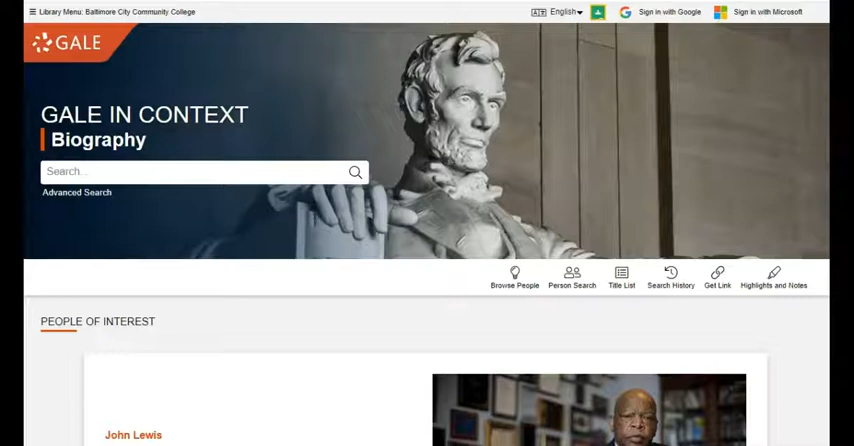 Library Menu: Baltimore City Community College
English
Sign in with Google
Sign in with Microsoft
GALE
GALE IN CONTEXT
Biography
Search...
Advanced Search
Browse People
Person Search
Title List
Search History
Get Link
Highlights and Notes
PEOPLE OF INTEREST
John Lewis